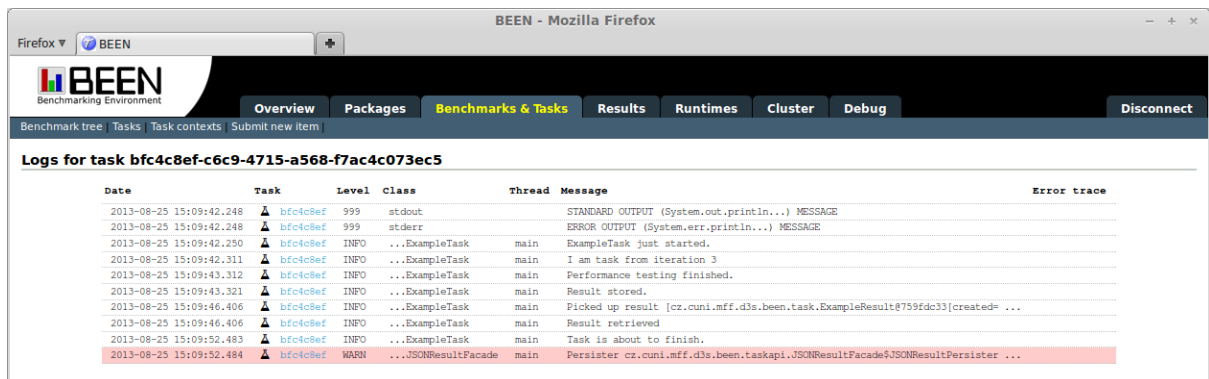 BEEN - Mozilla Firefox
Firefox BEEN
BEEN
Benchmarking Environment
Overview Packages Benchmarks & Tasks Results Runtimes Cluster Debug Disconnect
Benchmark tree | Tasks | Task contexts | Submit new item |
Logs for task bfc4c8ef-c6c9-4715-a568-f7ac4c073ec5
Date Task Level Class Thread Message Error trace
2013-08-25 15:09:42.248 bfc4c8ef 999 stdout STANDARD OUTPUT (System.out.println...) MESSAGE
2013-08-25 15:09:42.248 bfc4c8ef 999 stderr ERROR OUTPUT (System.err.println...) MESSAGE
2013-08-25 15:09:42.250 bfc4c8ef INFO ...ExampleTask main ExampleTask just started.
2013-08-25 15:09:42.311 bfc4c8ef INFO ...ExampleTask main I am task from iteration 3
2013-08-25 15:09:43.312 bfc4c8ef INFO ...ExampleTask main Performance testing finished.
2013-08-25 15:09:43.321 bfc4c8ef INFO ...ExampleTask main Result stored.
2013-08-25 15:09:46.406 bfc4c8ef INFO ...ExampleTask main Picked up result [cz.cuni.mff.d3s.been.task.ExampleResult@759fdc33[created= ...
2013-08-25 15:09:46.406 bfc4c8ef INFO ...ExampleTask main Result retrieved
2013-08-25 15:09:52.483 bfc4c8ef INFO ...ExampleTask main Task is about to finish.
2013-08-25 15:09:52.484 bfc4c8ef WARN ...JSONResultFacade main Persister cz.cuni.mff.d3s.been.taskapi.JSONResultFacade$JSONResultPersister ...